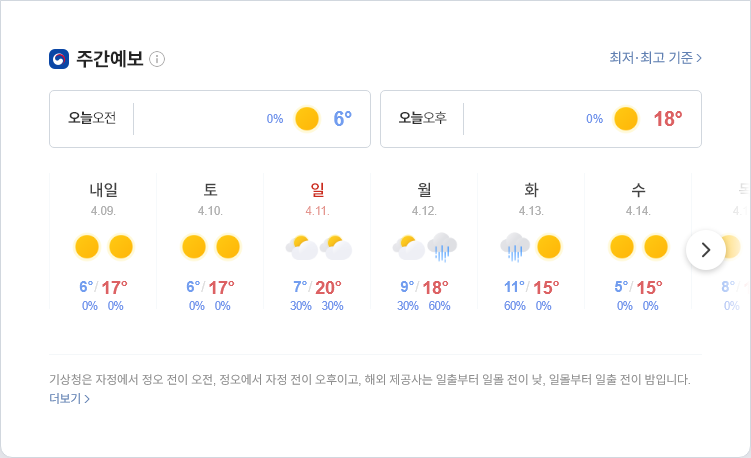 주간예보
최저·최고 기준
오늘오전 0% 6°
오늘오후 0% 18°
내일 토 일 월 화 수
4.09. 4.10. 4.11. 4.12. 4.13. 4.14.
6°/17° 6°/17° 7°/20° 9°/18° 11°/15° 5°/15° 8°
0% 0% 0% 0% 30% 30% 30% 60% 60% 0% 0% 0% 0%
기상청은 자정에서 정오 전이 오전, 정오에서 자정 전이 오후이고, 해외 제공사는 일출부터 일몰 전이 낮, 일몰부터 일출 전이 밤입니다.
더보기